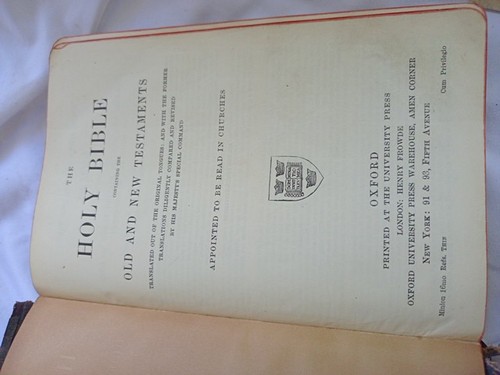 THE
HOLY BIBLE
CONTAINING THE
OLD AND NEW TESTAMENTS
TRANSLATED OUT OF THE ORIGINAL TONGUES: AND WITH THE FORMER
TRANSLATIONS DILIGENTLY COMPARED AND REVISED
BY HIS MAJESTY'S SPECIAL COMMAND
APPOINTED TO BE READ IN CHURCHES
OXFORD
PRINTED AT THE UNIVERSITY PRESS
LONDON: HENRY FROWDE
OXFORD UNIVERSITY PRESS WAREHOUSE, AMEN CORNER
NEW YORK: 91 & 93, FIFTH AVENUE
Minion 16mo Refs. Thin Cum Privilegio